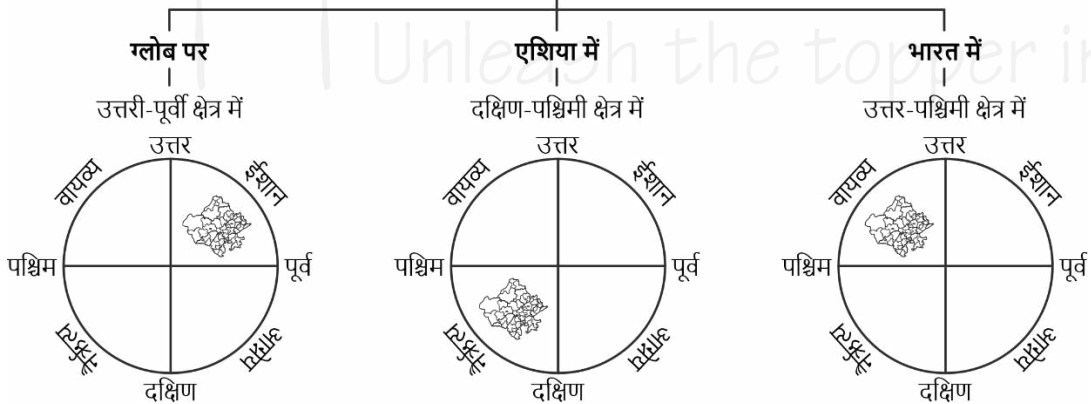 Unleash the topper in
ग्लोब पर
एशिया में
भारत में
उत्तरी-पूर्वी क्षेत्र में
दक्षिण-पश्चिमी क्षेत्र में
उत्तर-पश्चिमी क्षेत्र में
उत्तर
वायव्य
ईशान
पश्चिम
पूर्व
नैऋत्य
आग्नेय
दक्षिण
उत्तर
वायव्य
ईशान
पश्चिम
पूर्व
नैऋत्य
आग्नेय
दक्षिण
उत्तर
वायव्य
ईशान
पश्चिम
पूर्व
नैऋत्य
आग्नेय
दक्षिण